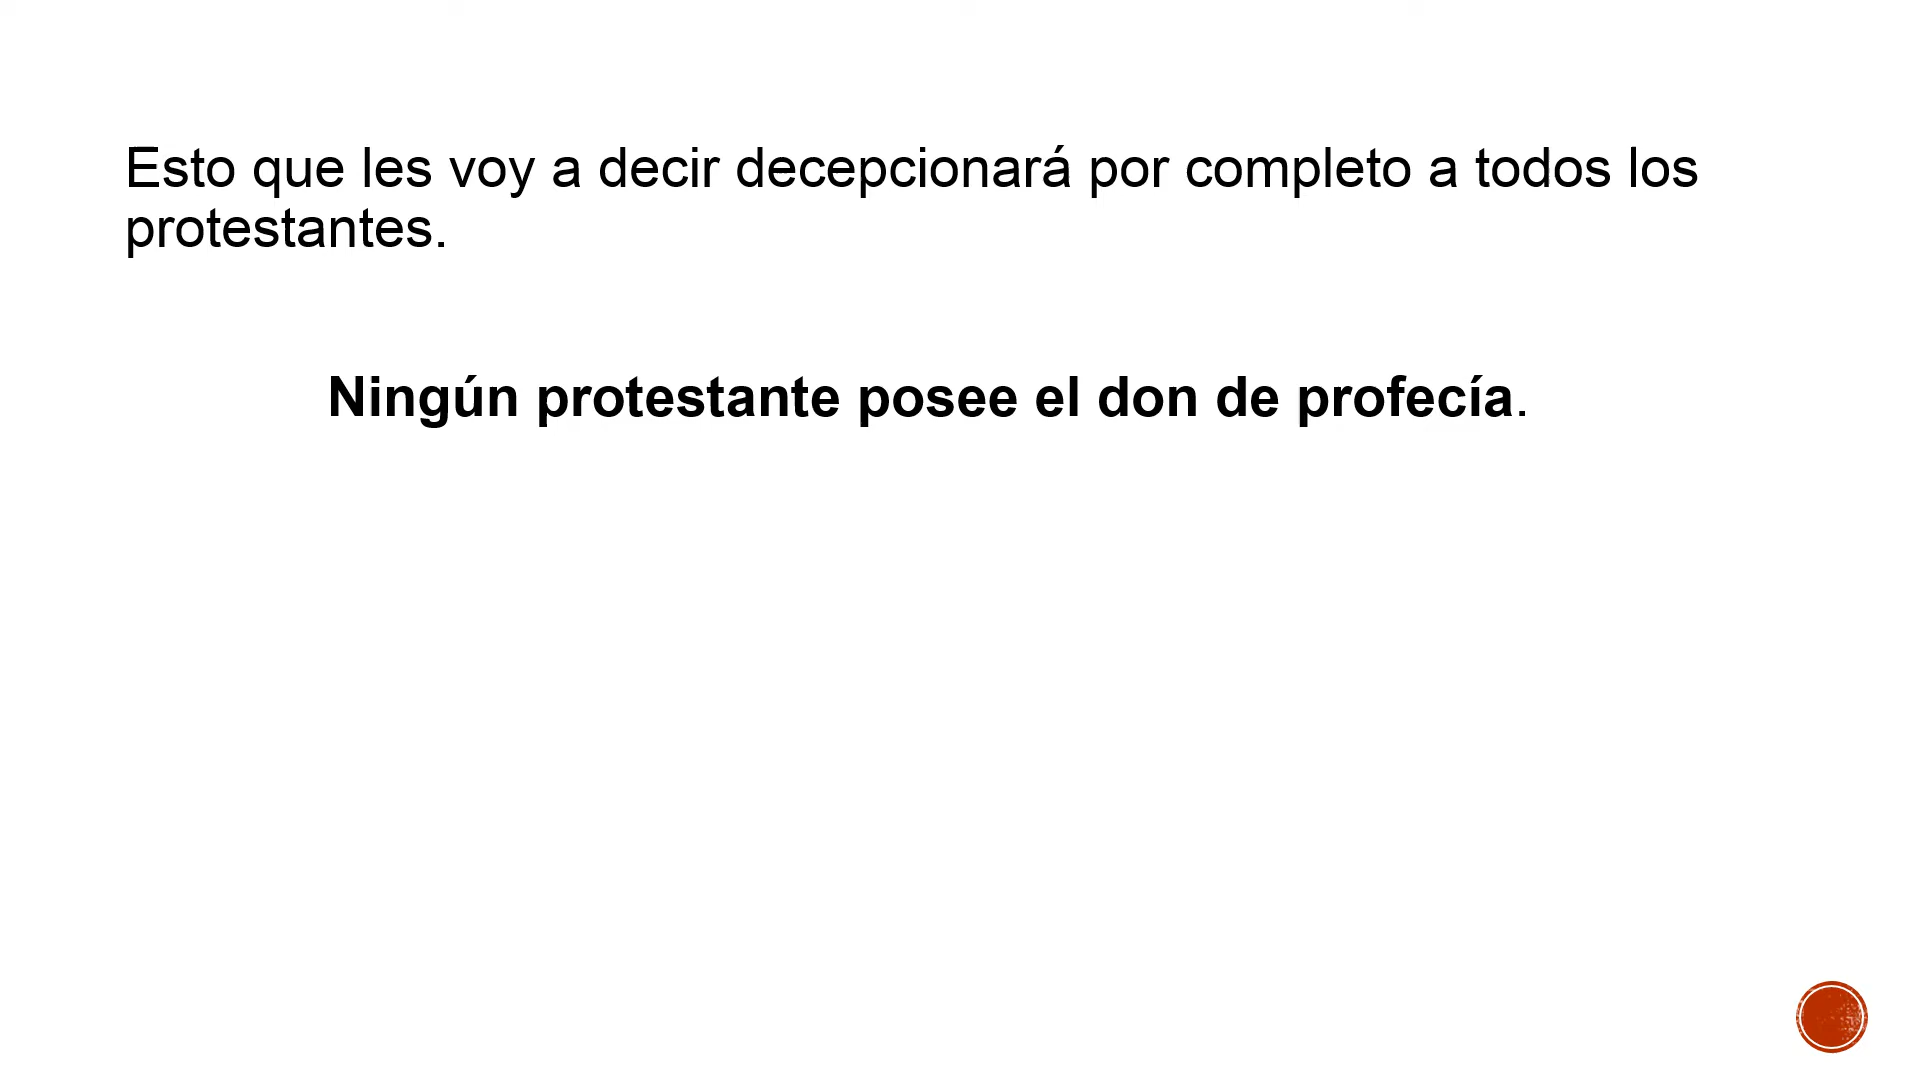 Esto que les voy a decir decepcionará por completo a todos los
protestantes.
Ningún protestante posee el don de profecía.